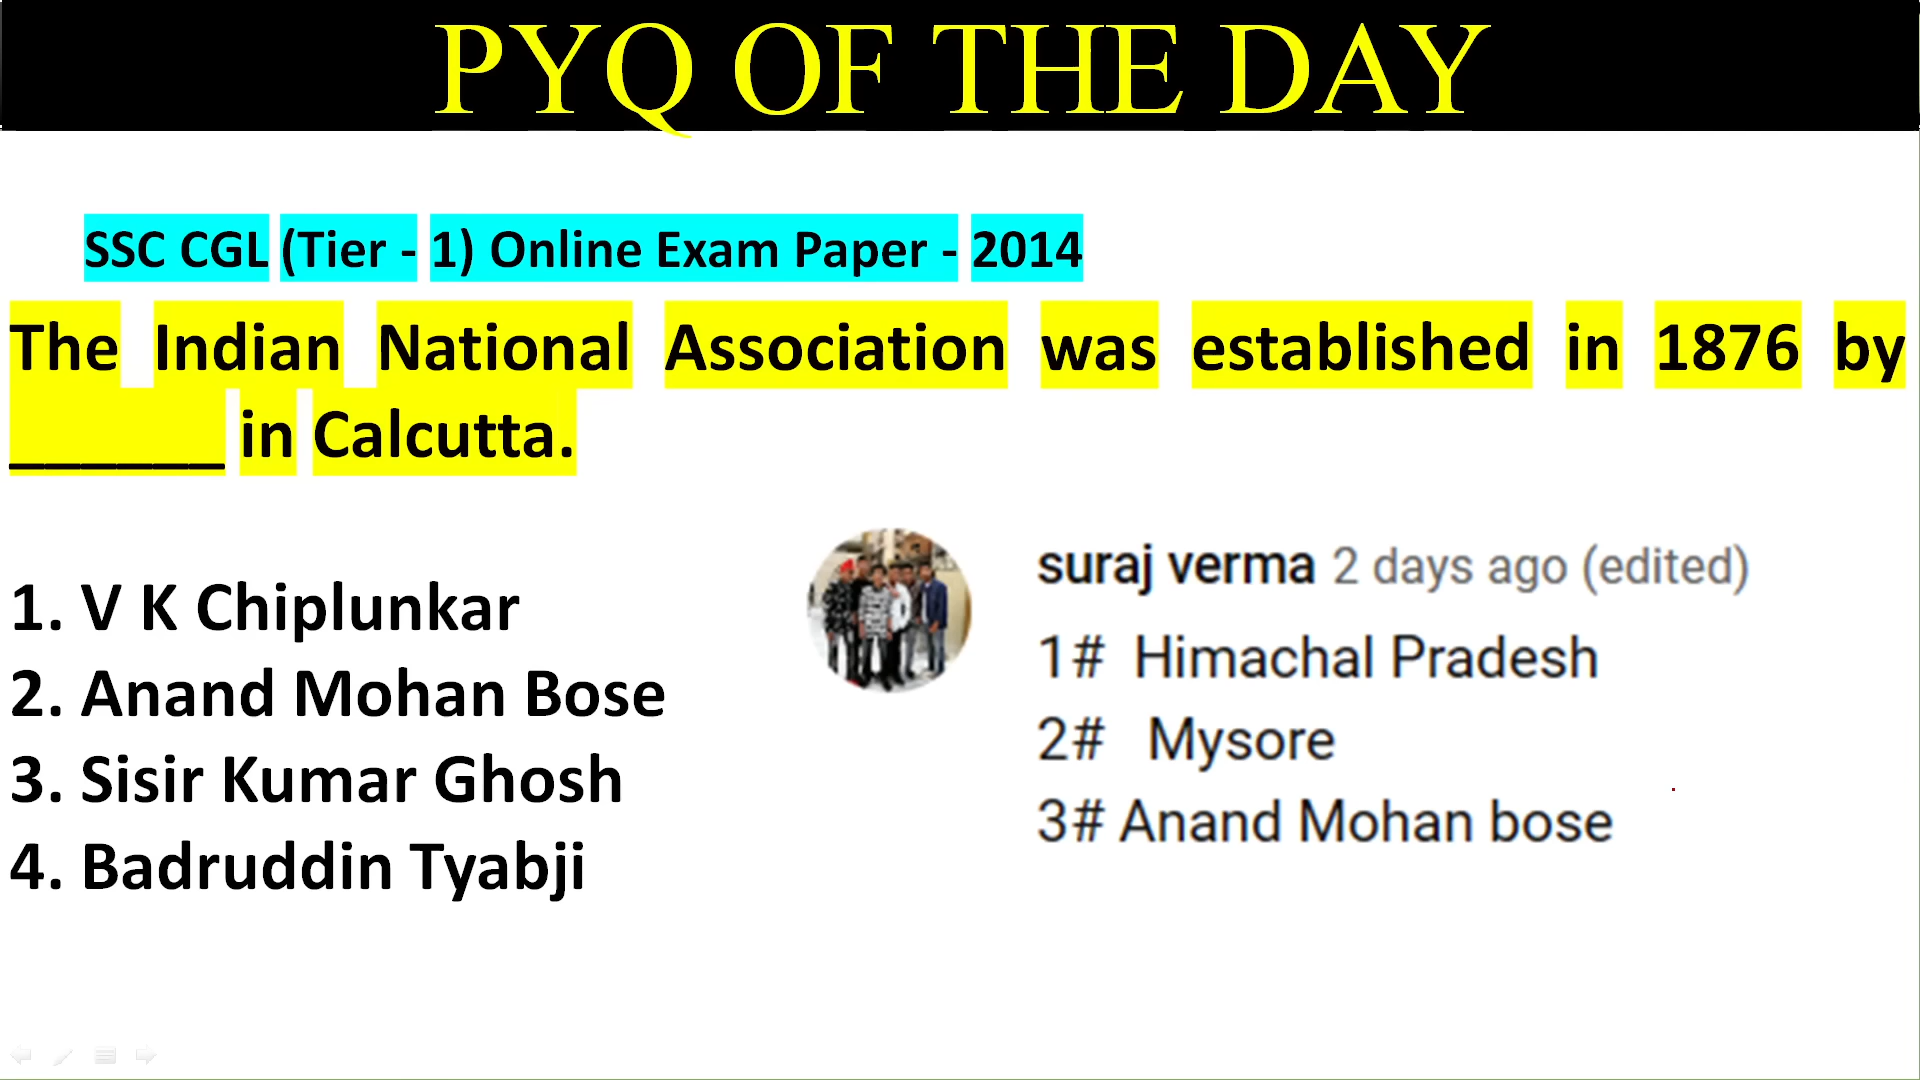 PYQ OF THE DAY
SSC CGL (Tier - 1) Online Exam Paper - 2014
The Indian National Association was established in 1876 by
______ in Calcutta.
1. V K Chiplunkar
2. Anand Mohan Bose
3. Sisir Kumar Ghosh
4. Badruddin Tyabji
suraj verma 2 days ago (edited)
1# Himachal Pradesh
2# Mysore
3# Anand Mohan bose